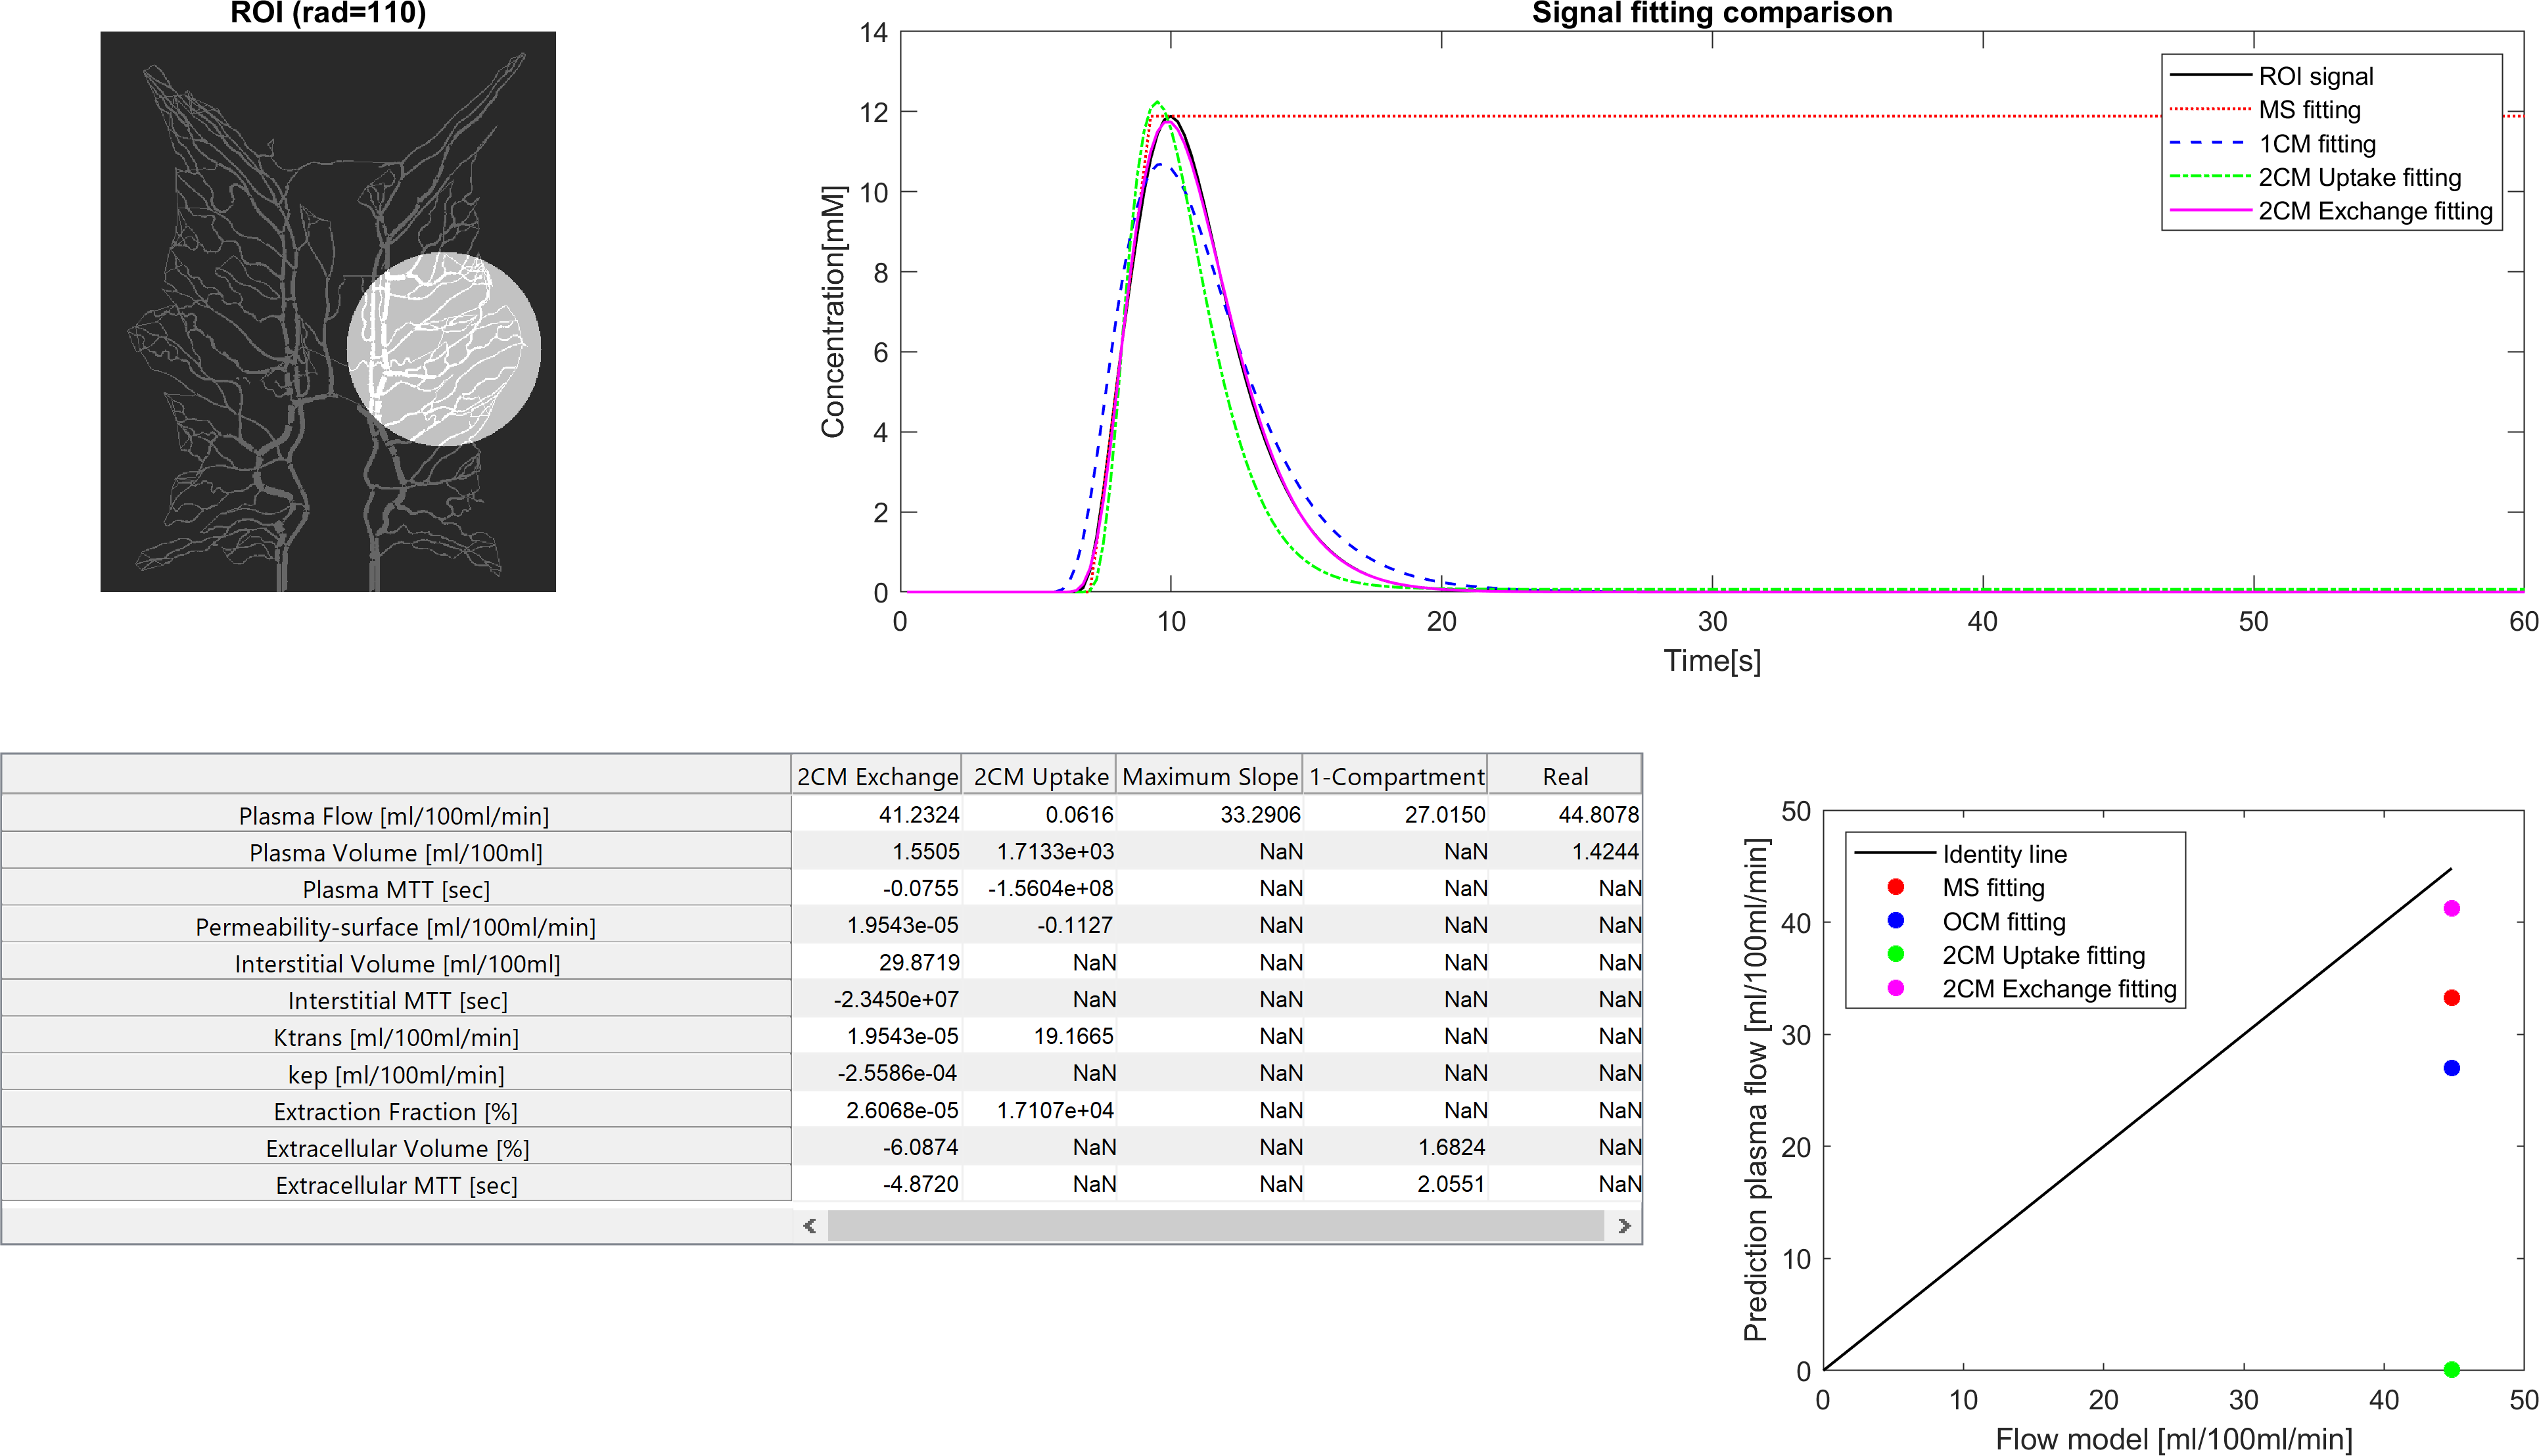 ROI (rad=110)
Signal fitting comparison
14
12
10
8
6
4
2
0
Concentration[mM]
0 10 20 30 40 50 60
Time[s]
ROI signal
MS fitting
1CM fitting
2CM Uptake fitting
2CM Exchange fitting
2CM Exchange 2CM Uptake Maximum Slope 1-Compartment Real
Plasma Flow [ml/100ml/min] 41.2324 0.0616 33.2906 27.0150 44.8078
Plasma Volume [ml/100ml] 1.5505 1.7133e+03 NaN NaN 1.4244
Plasma MTT [sec] -0.0755 -1.5604e+08 NaN NaN NaN
Permeability-surface [ml/100ml/min] 1.9543e-05 -0.1127 NaN NaN NaN
Interstitial Volume [ml/100ml] 29.8719 NaN NaN NaN NaN
Interstitial MTT [sec] -2.3450e+07 NaN NaN NaN NaN
Ktrans [ml/100ml/min] 1.9543e-05 19.1665 NaN NaN NaN
kep [ml/100ml/min] -2.5586e-04 NaN NaN NaN NaN
Extraction Fraction [%] 2.6068e-05 1.7107e+04 NaN NaN NaN
Extracellular Volume [%] -6.0874 NaN NaN 1.6824 NaN
Extracellular MTT [sec] -4.8720 NaN NaN 2.0551 NaN
50
40
30
20
10
0
Prediction plasma flow [ml/100ml/min]
Identity line
MS fitting
OCM fitting
2CM Uptake fitting
2CM Exchange fitting
0 10 20 30 40 50
Flow model [ml/100ml/min]